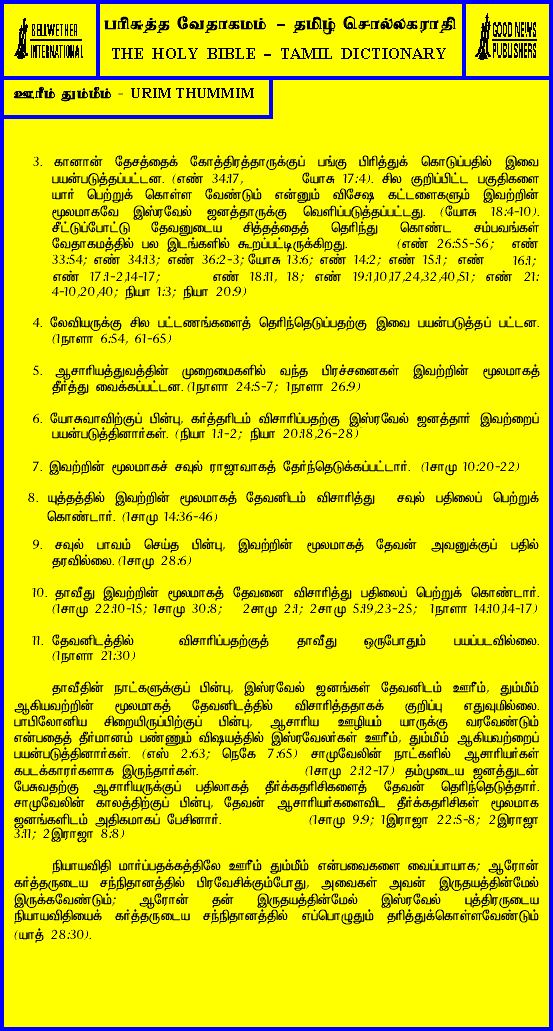 BELLWETHER
INTERNATIONAL
பரிசுத்த வேதாகமம் – தமிழ் சொல்லகராதி
THE HOLY BIBLE – TAMIL DICTIONARY
GOOD NEWS
PUBLISHERS
ஊரீம் தும்மீம் - URIM THUMMIM
3. கானான் தேசத்தைக் கோத்திரத்தாருக்குப் பங்கு பிரித்துக் கொடுப்பதில் இவை
பயன்படுத்தப்பட்டன. (எண் 34:17, யோசு 17:4). சில குறிப்பிட்ட பகுதிகளை
யார் பெற்றுக் கொள்ள வேண்டும் என்னும் விசேஷ கட்டளைகளும் இவற்றின்
மூலமாகவே இஸ்ரவேல் ஜனத்தாருக்கு வெளிப்படுத்தப்பட்டது. (யோசு 18:4-10).
சீட்டுப்போட்டு தேவனுடைய சித்தத்தைத் தெரிந்து கொண்ட சம்பவங்கள்
வேதாகமத்தில் பல இடங்களில் கூறப்பட்டிருக்கிறது. (எண் 26:55-56; எண்
33:54; எண் 34:13; எண் 36:2-3; யோசு 13:6; எண் 14:2; எண் 15:1; எண் 16:1;
எண் 17:1-2,14-17; எண் 18:11, 18; எண் 19:1,10,17,24,32,40,51; எண் 21:
4-10,20,40; நியா 1:3; நியா 20:9)
4. லேவியருக்கு சில பட்டணங்களைத் தெரிந்தெடுப்பதற்கு இவை பயன்படுத்தப் பட்டன.
(1நாளா 6:54, 61-65)
5. ஆசாரியத்துவத்தின் முறைமைகளில் வந்த பிரச்சனைகள் இவற்றின் மூலமாகத்
தீர்த்து வைக்கப்பட்டன. (1நாளா 24:5-7; 1நாளா 26:9)
6. யோசுவாவிற்குப் பின்பு, கர்த்தரிடம் விசாரிப்பதற்கு இஸ்ரவேல் ஜனத்தார் இவற்றைப்
பயன்படுத்தினார்கள். (நியா 1:1-2; நியா 20:18,26-28)
7. இவற்றின் மூலமாகச் சவுல் ராஜாவாகத் தேர்ந்தெடுக்கப்பட்டார். (1சாமு 10:20-22)
8. யுத்தத்தில் இவற்றின் மூலமாகத் தேவனிடம் விசாரித்து சவுல் பதிலைப் பெற்றுக்
கொண்டார். (1சாமு 14:36-46)
9. சவுல் பாவம் செய்த பின்பு, இவற்றின் மூலமாகத் தேவன் அவனுக்குப் பதில்
தரவில்லை. (1சாமு 28:6)
10. தாவீது இவற்றின் மூலமாகத் தேவனை விசாரித்து பதிலைப் பெற்றுக் கொண்டார்.
(1சாமு 22:10-15; 1சாமு 30:8; 2சாமு 2:1; 2சாமு 5:19,23-25; 1நாளா 14:10,14-17)
11. தேவனிடத்தில் விசாரிப்பதற்குத் தாவீது ஒருபோதும் பயப்படவில்லை.
(1நாளா 21:30)
தாவீதின் நாட்களுக்குப் பின்பு, இஸ்ரவேல் ஜனங்கள் தேவனிடம் ஊரீம், தும்மீம்
ஆகியவற்றின் மூலமாகத் தேவனிடத்தில் விசாரித்ததாகக் குறிப்பு எதுவுமில்லை.
பாபிலோனிய சிறையிருப்பிற்குப் பின்பு, ஆசாரிய ஊழியம் யாருக்கு வரவேண்டும்
என்பதைத் தீர்மானம் பண்ணும் விஷயத்தில் இஸ்ரவேலர்கள் ஊரீம், தும்மீம் ஆகியவற்றைப்
பயன்படுத்தினார்கள். (எஸ் 2:63; நெகே 7:65) சாமுவேலின் நாட்களில் ஆசாரியர்கள்
கபடக்காரர்களாக இருந்தார்கள். (1சாமு 2:12-17) தம்முடைய ஜனத்துடன்
பேசுவதற்கு ஆசாரியருக்குப் பதிலாகத் தீர்க்கதரிசிகளைத் தேவன் தெரிந்தெடுத்தார்.
சாமுவேலின் காலத்திற்குப் பின்பு, தேவன் ஆசாரியர்களைவிட தீர்க்கதரிசிகள் மூலமாக
ஜனங்களிடம் அதிகமாகப் பேசினார். (1சாமு 9:9; 1இராஜா 22:5-8; 2இராஜா
3:11; 2இராஜா 8:8)
நியாயவிதி மார்ப்பதக்கத்திலே ஊரீம் தும்மீம் என்பவைகளை வைப்பாயாக; ஆரோன்
கர்த்தருடைய சந்நிதானத்தில் பிரவேசிக்கும்போது, அவைகள் அவன் இருதயத்தின்மேல்
இருக்கவேண்டும்; ஆரோன் தன் இருதயத்தின்மேல் இஸ்ரவேல் புத்திரருடைய
நியாயவிதியைக் கர்த்தருடைய சந்நிதானத்தில் எப்பொழுதும் தரித்துக்கொள்ளவேண்டும்
(யாத் 28:30).